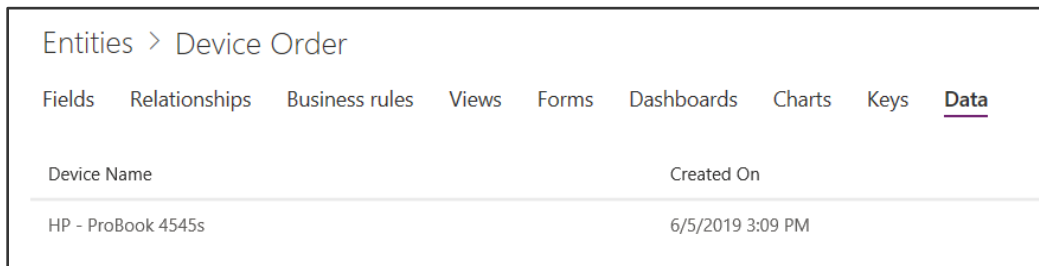 Entities > Device Order
Fields Relationships Business rules Views Forms Dashboards Charts Keys Data
Device Name Created On
HP - ProBook 4545s 6/5/2019 3:09 PM